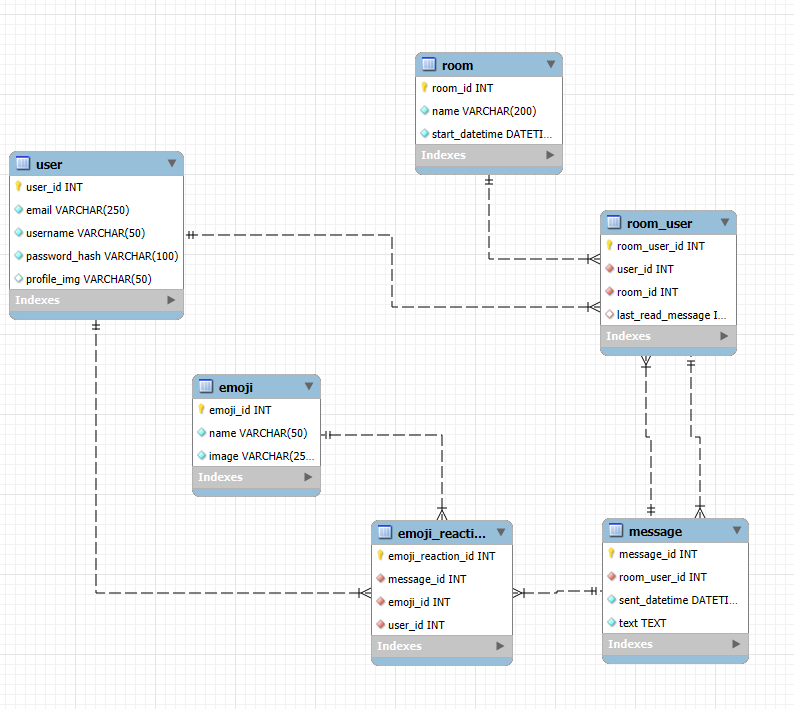 room
room_id INT
name VARCHAR(200)
start_datetime DATETI...
Indexes
user
user_id INT
email VARCHAR(250)
username VARCHAR(50)
password_hash VARCHAR(100)
profile_img VARCHAR(50)
Indexes
room_user
room_user_id INT
user_id INT
room_id INT
last_read_message I...
Indexes
emoji
emoji_id INT
name VARCHAR(50)
image VARCHAR(25...
Indexes
emoji_reacti...
emoji_reaction_id INT
message_id INT
emoji_id INT
user_id INT
Indexes
message
message_id INT
room_user_id INT
sent_datetime DATETI...
text TEXT
Indexes